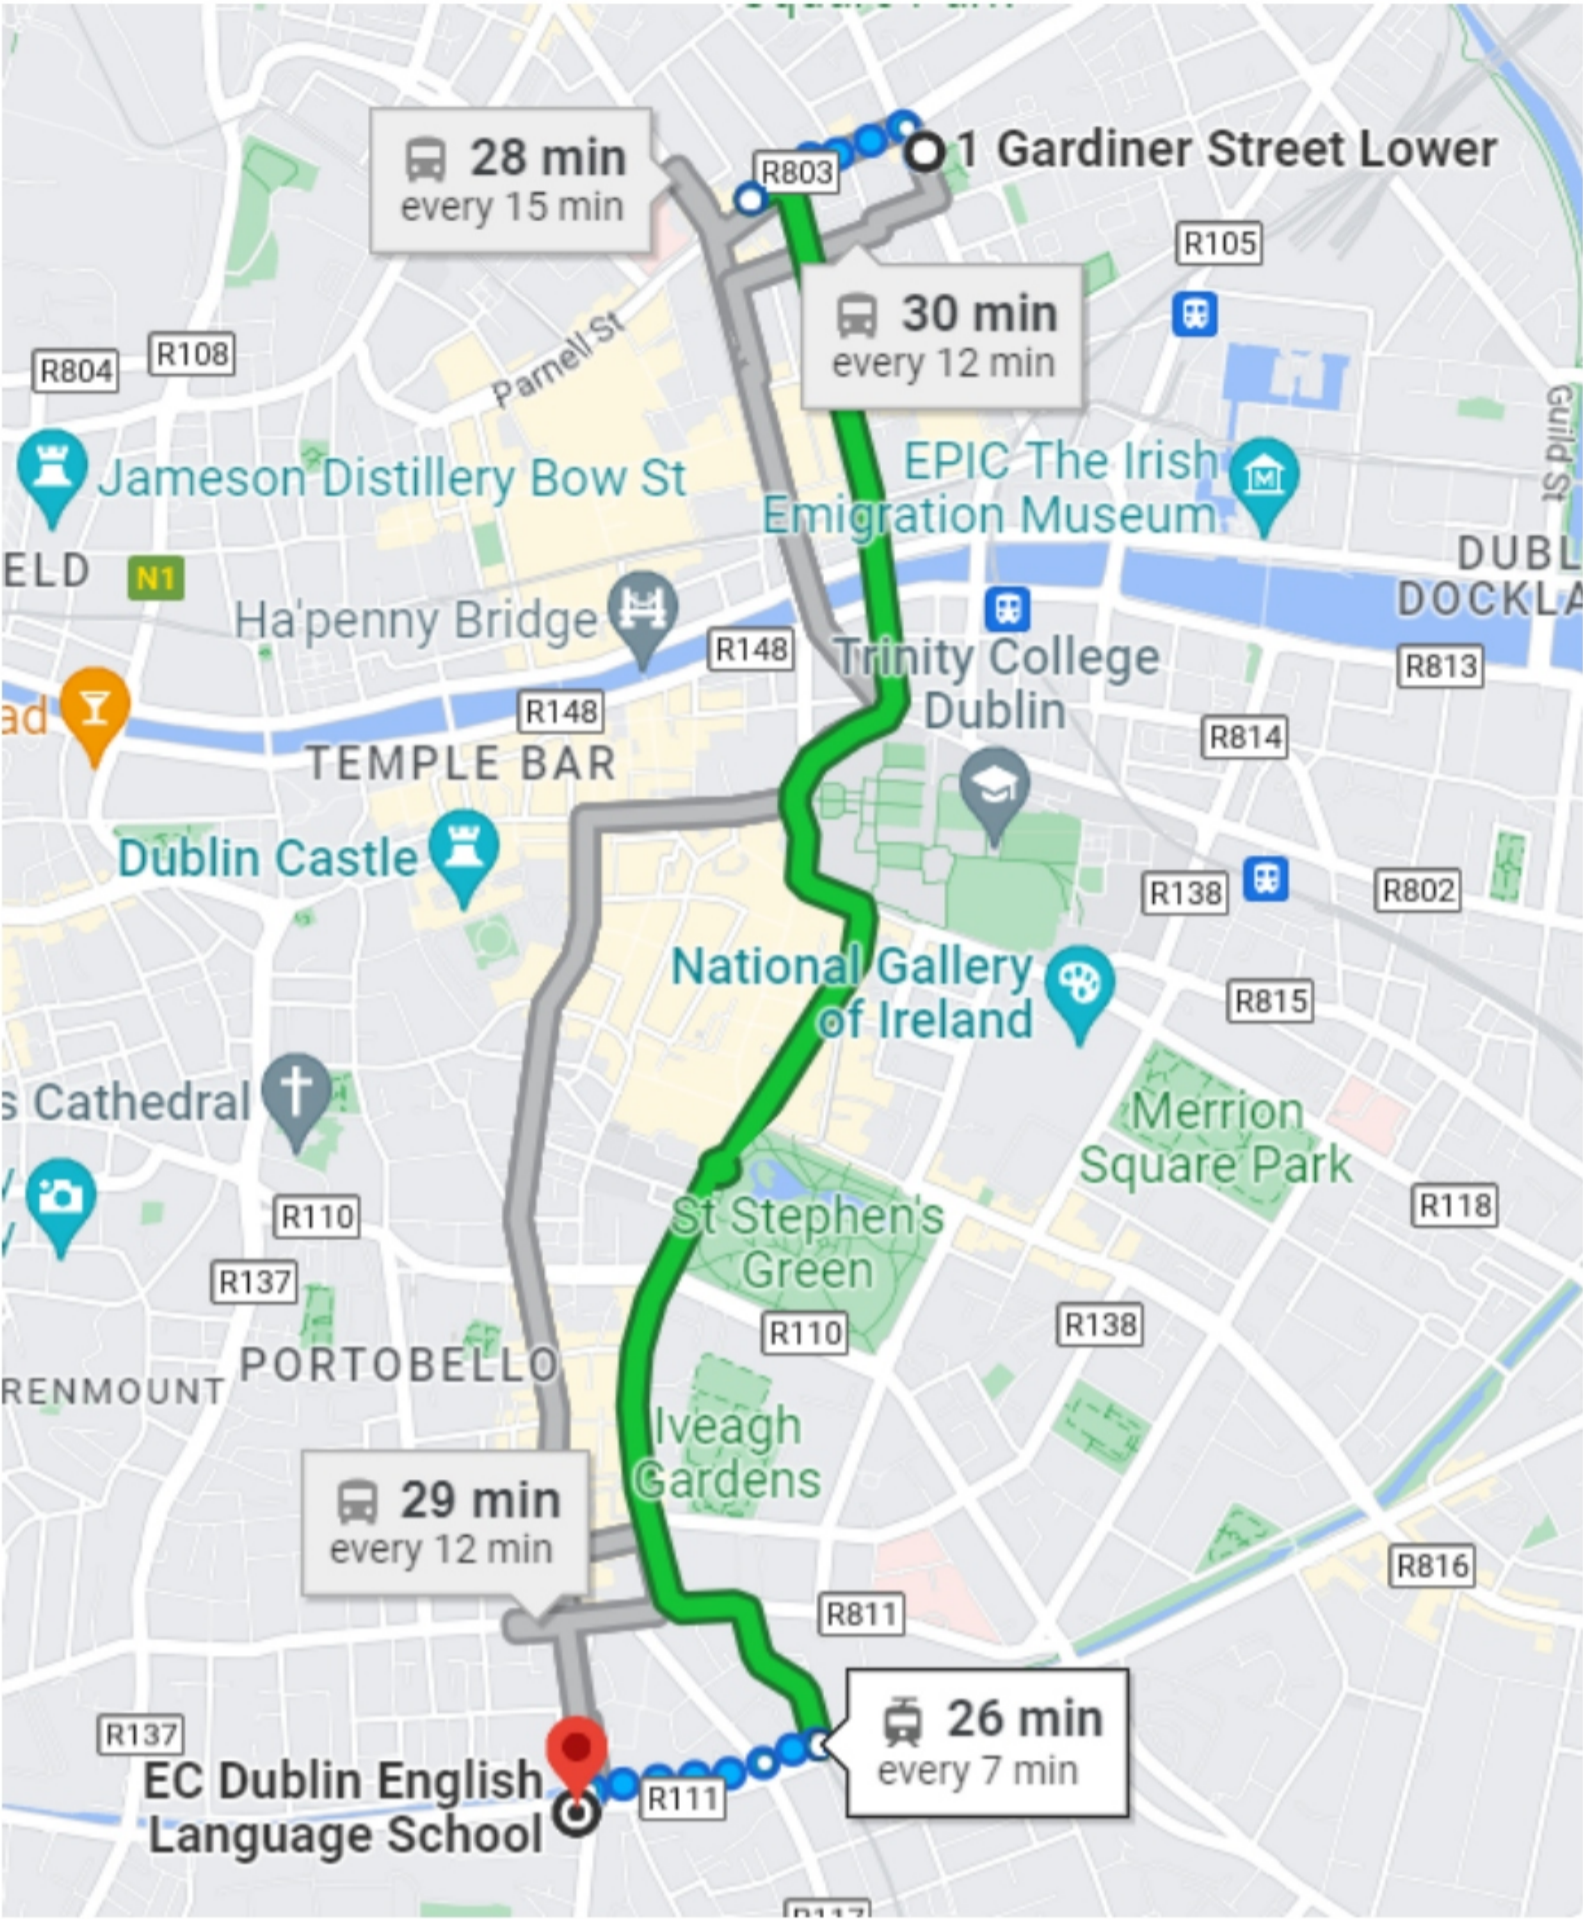 28 min
every 15 min
R803
1 Gardiner Street Lower
R105
30 min
every 12 min
Parnell St
R804
R108
Guild St
Jameson Distillery Bow St
EPIC The Irish
Emigration Museum
ELD
N1
DUBL
DOCKLA
Ha'penny Bridge
R148
Trinity College
Dublin
R813
ad
R148
R814
TEMPLE BAR
Dublin Castle
R138
R802
National Gallery
of Ireland
R815
s Cathedral
Merrion
Square Park
y
y
R110
St Stephen's
Green
R118
R137
R110
R138
PORTOBELLO
RENMOUNT
Iveagh
Gardens
29 min
every 12 min
R816
R811
26 min
every 7 min
R137
EC Dublin English
Language School
R111
R117